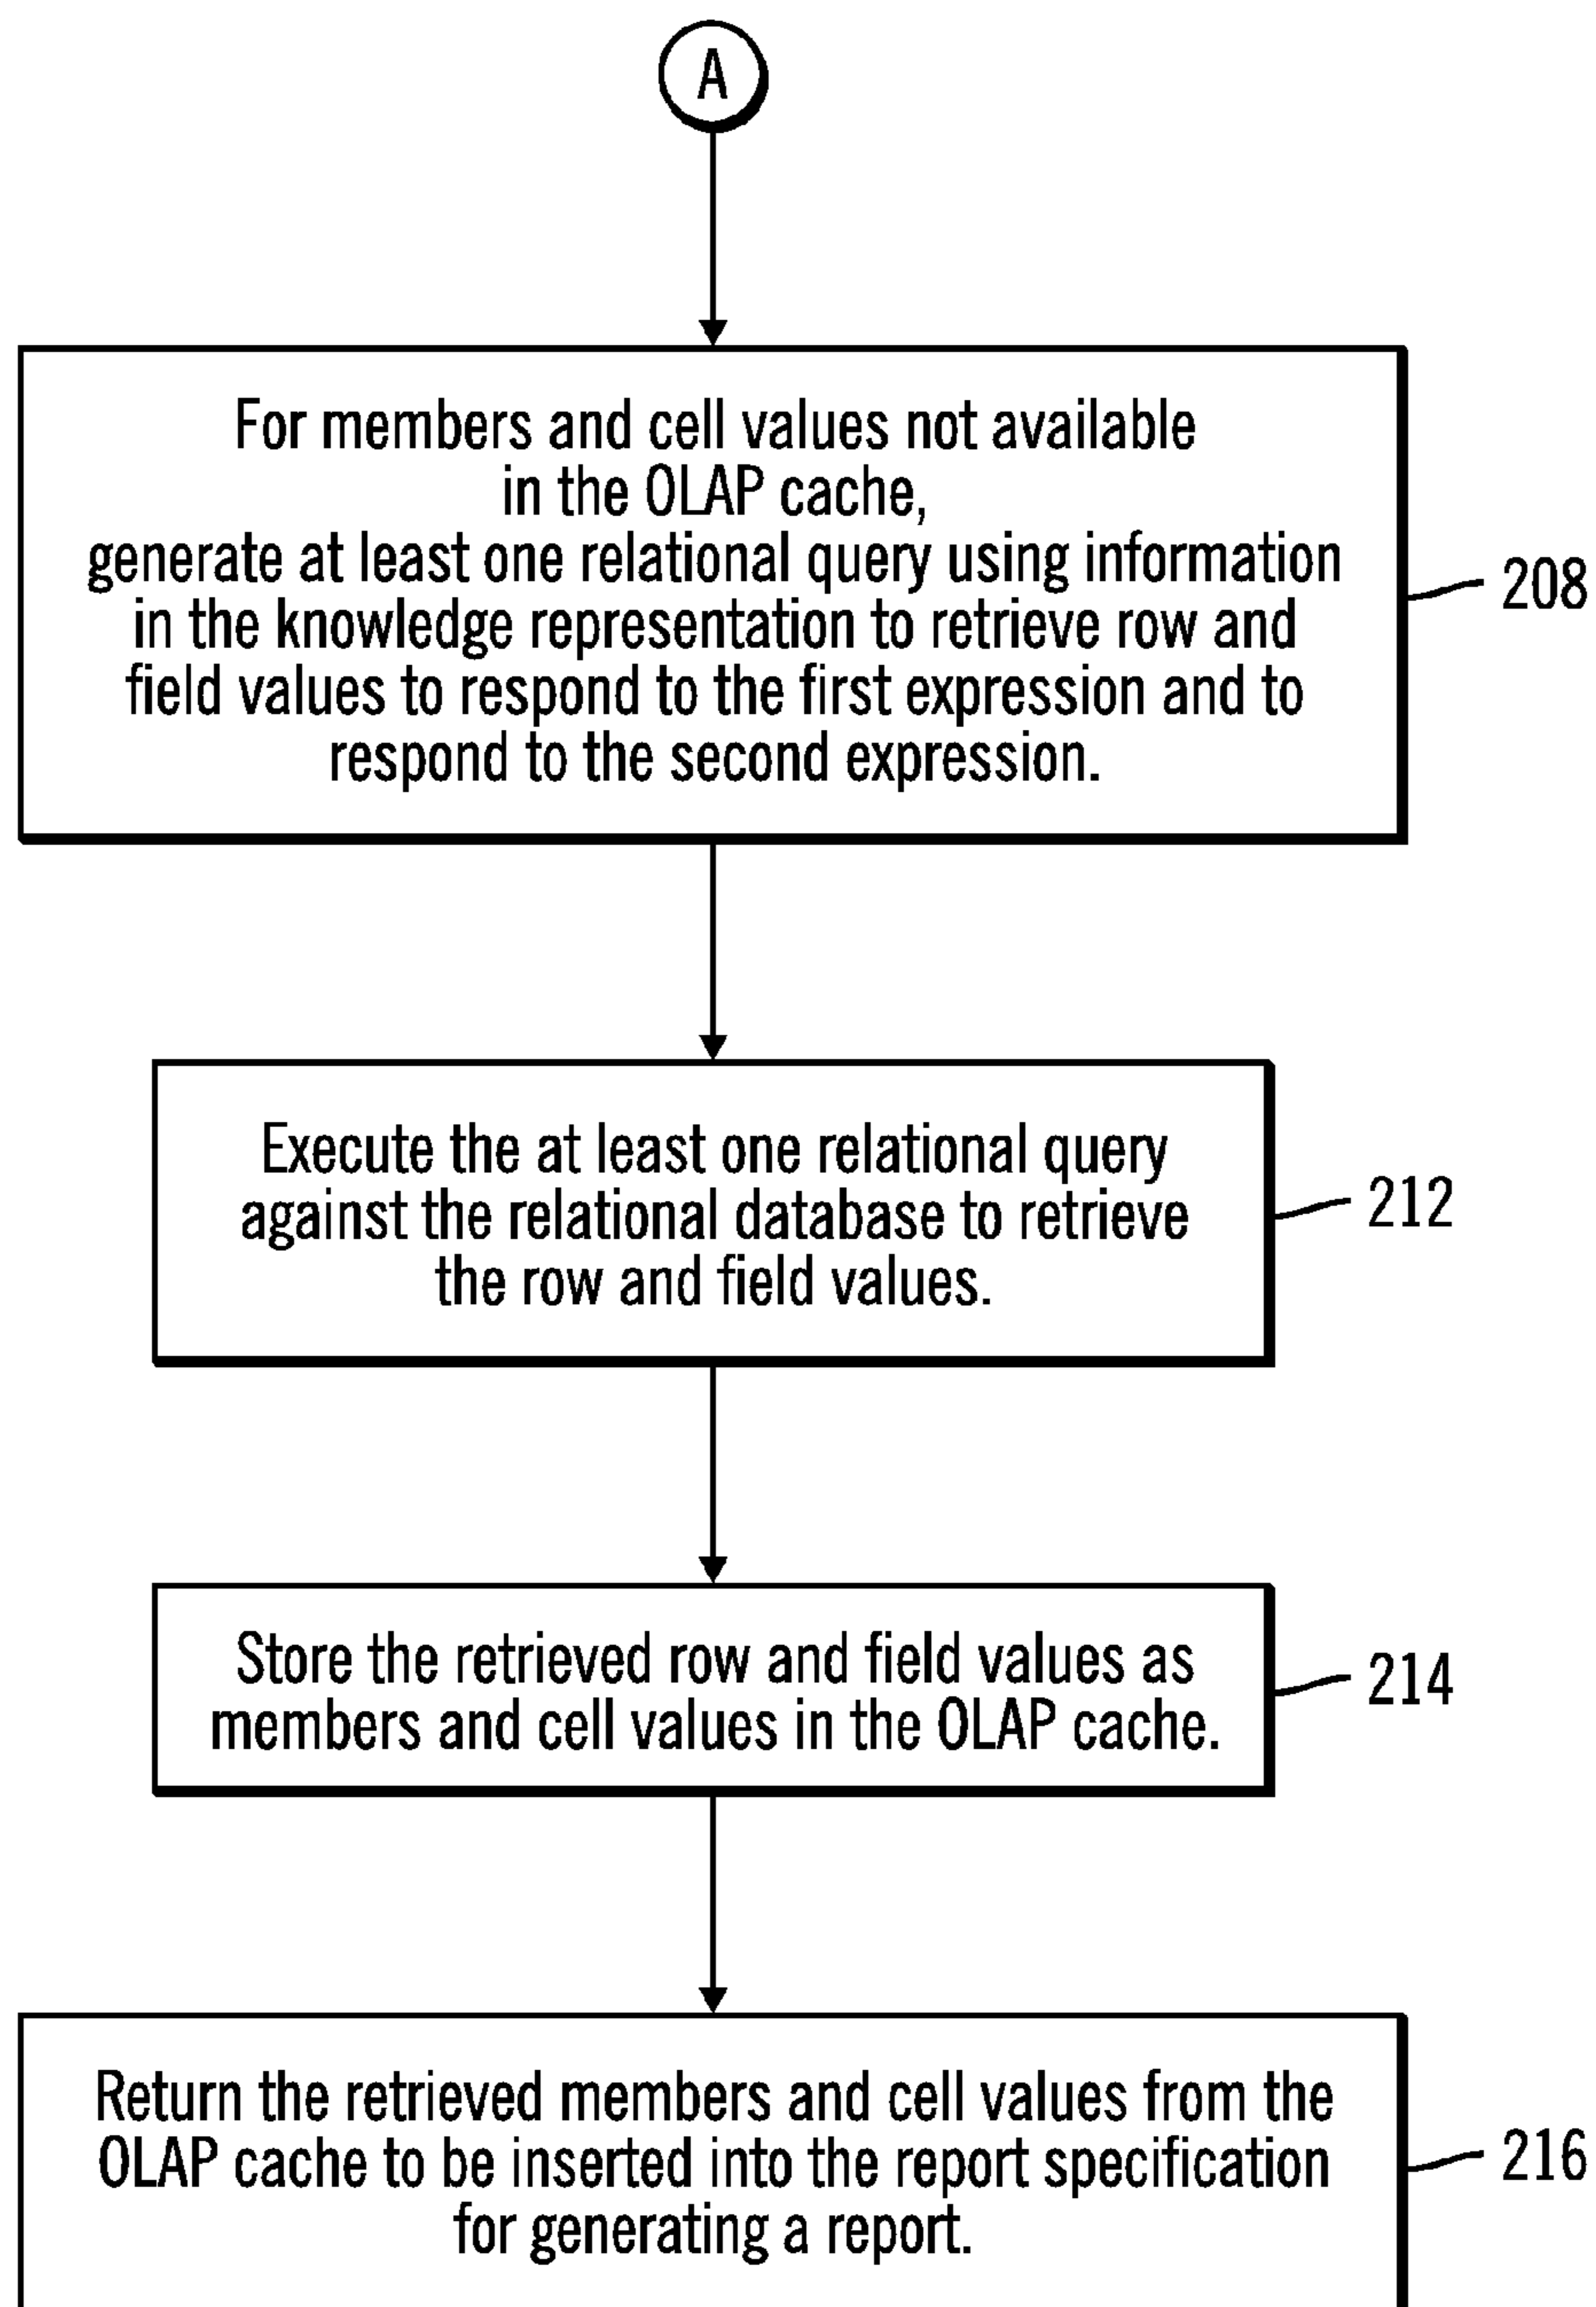 A
For members and cell values not available
in the OLAP cache,
generate at least one relational query using information
in the knowledge representation to retrieve row and
field values to respond to the first expression and to
respond to the second expression.
208
Execute the at least one relational query
against the relational database to retrieve
the row and field values.
212
Store the retrieved row and field values as
members and cell values in the OLAP cache.
214
Return the retrieved members and cell values from the
OLAP cache to be inserted into the report specification
for generating a report.
216